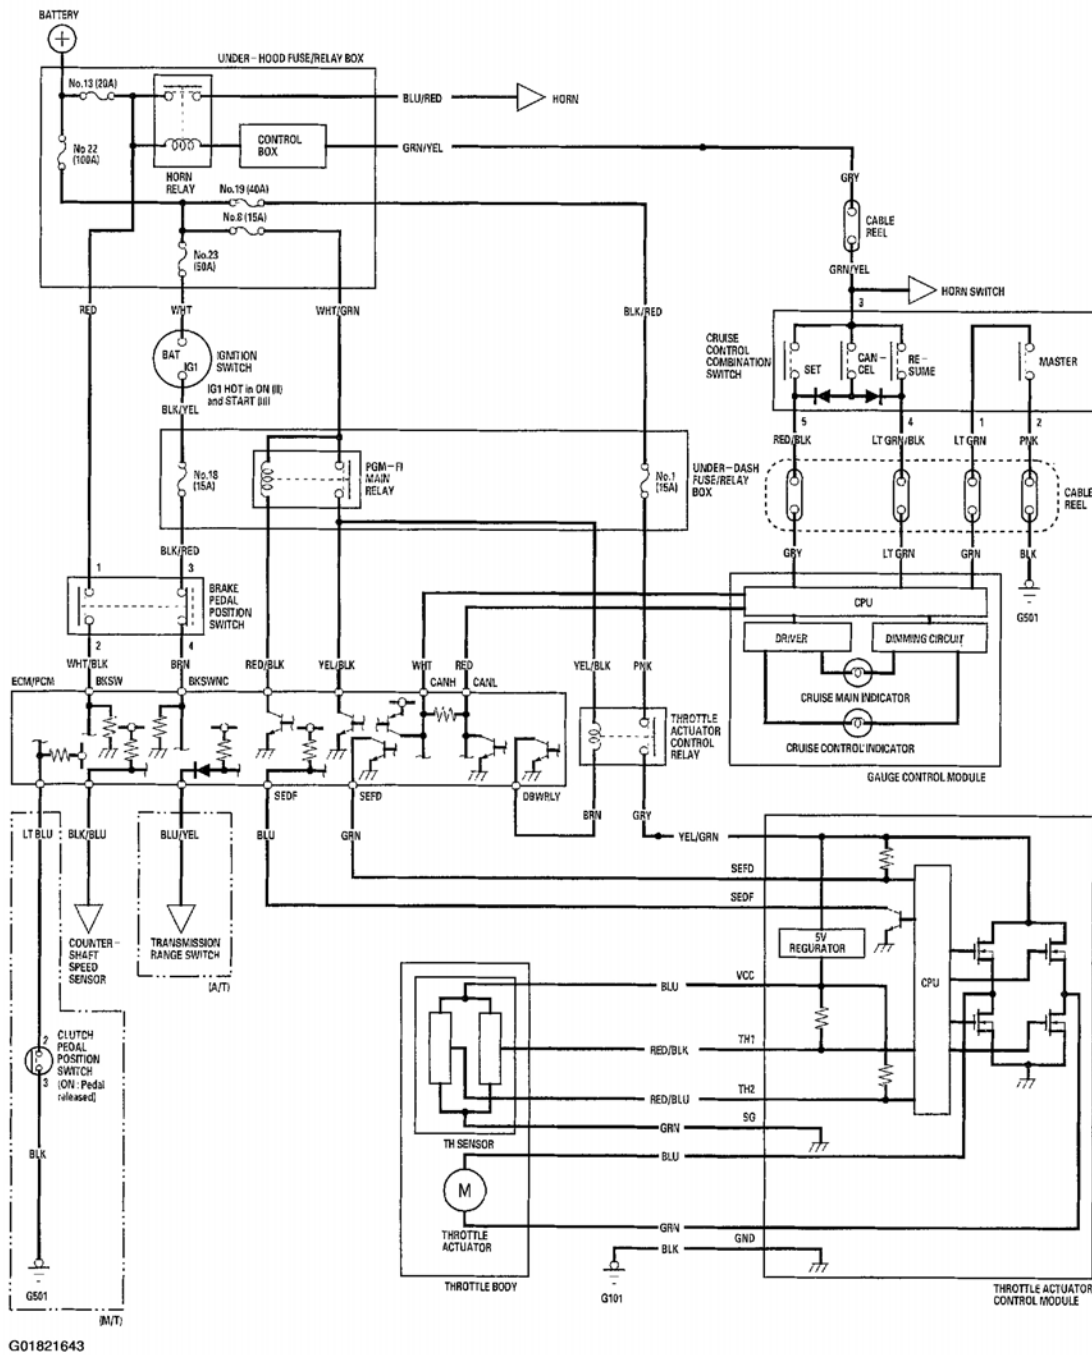 BATTERY
UNDER-HOOD FUSE/RELAY BOX
No.13 (20A)
BLU/RED
HORN
No 22
(100A)
CONTROL
BOX
GRN/YEL
HORN
RELAY
No.19 (40A)
No.8 (15A)
No.23
(50A)
GRY
CABLE
REEL
GRN/YEL
HORN SWITCH
3
RED
WHT
WHT/GRN
BLK/RED
CRUISE
CONTROL
COMBINATION
SWITCH
SET
CAN-
CEL
RE-
SUME
MASTER
BAT
IG1
IGNITION
SWITCH
IG1 HOT in ON (II)
and START (III)
BLK/YEL
5
4
1
2
RED/BLK
LT GRN/BLK
LT GRN
PNK
No.18
(15A)
PGM-FI
MAIN
RELAY
No.1
(15A)
UNDER-DASH
FUSE/RELAY
BOX
CABLE
REEL
BLK/RED
GRY
LT GRN
GRN
BLK
G501
1
3
BRAKE
PEDAL
POSITION
SWITCH
2
4
CPU
DRIVER
DIMMING CIRCUIT
CRUISE MAIN INDICATOR
CRUISE CONTROL INDICATOR
GAUGE CONTROL MODULE
WHT/BLK
BRN
RED/BLK
YEL/BLK
WHT
RED
YEL/BLK
PNK
ECM/PCM
BKSW
BKSWNC
CANH
CANL
THROTTLE
ACTUATOR
CONTROL
RELAY
SEDF
SEFD
DBWRLY
BRN
GRY
LT BLU
BLK/BLU
BLU/YEL
BLU
GRN
YEL/GRN
SEFD
SEDF
COUNTER-
SHAFT
SPEED
SENSOR
TRANSMISSION
RANGE SWITCH
(A/T)
5V
REGURATOR
CPU
BLU
VCC
RED/BLK
TH1
RED/BLU
TH2
GRN
SG
TH SENSOR
BLU
M
THROTTLE
ACTUATOR
GRN
GND
BLK
THROTTLE BODY
G101
THROTTLE ACTUATOR
CONTROL MODULE
2
CLUTCH
PEDAL
POSITION
SWITCH
(ON : Pedal
released)
3
BLK
G501
(M/T)
G01821643